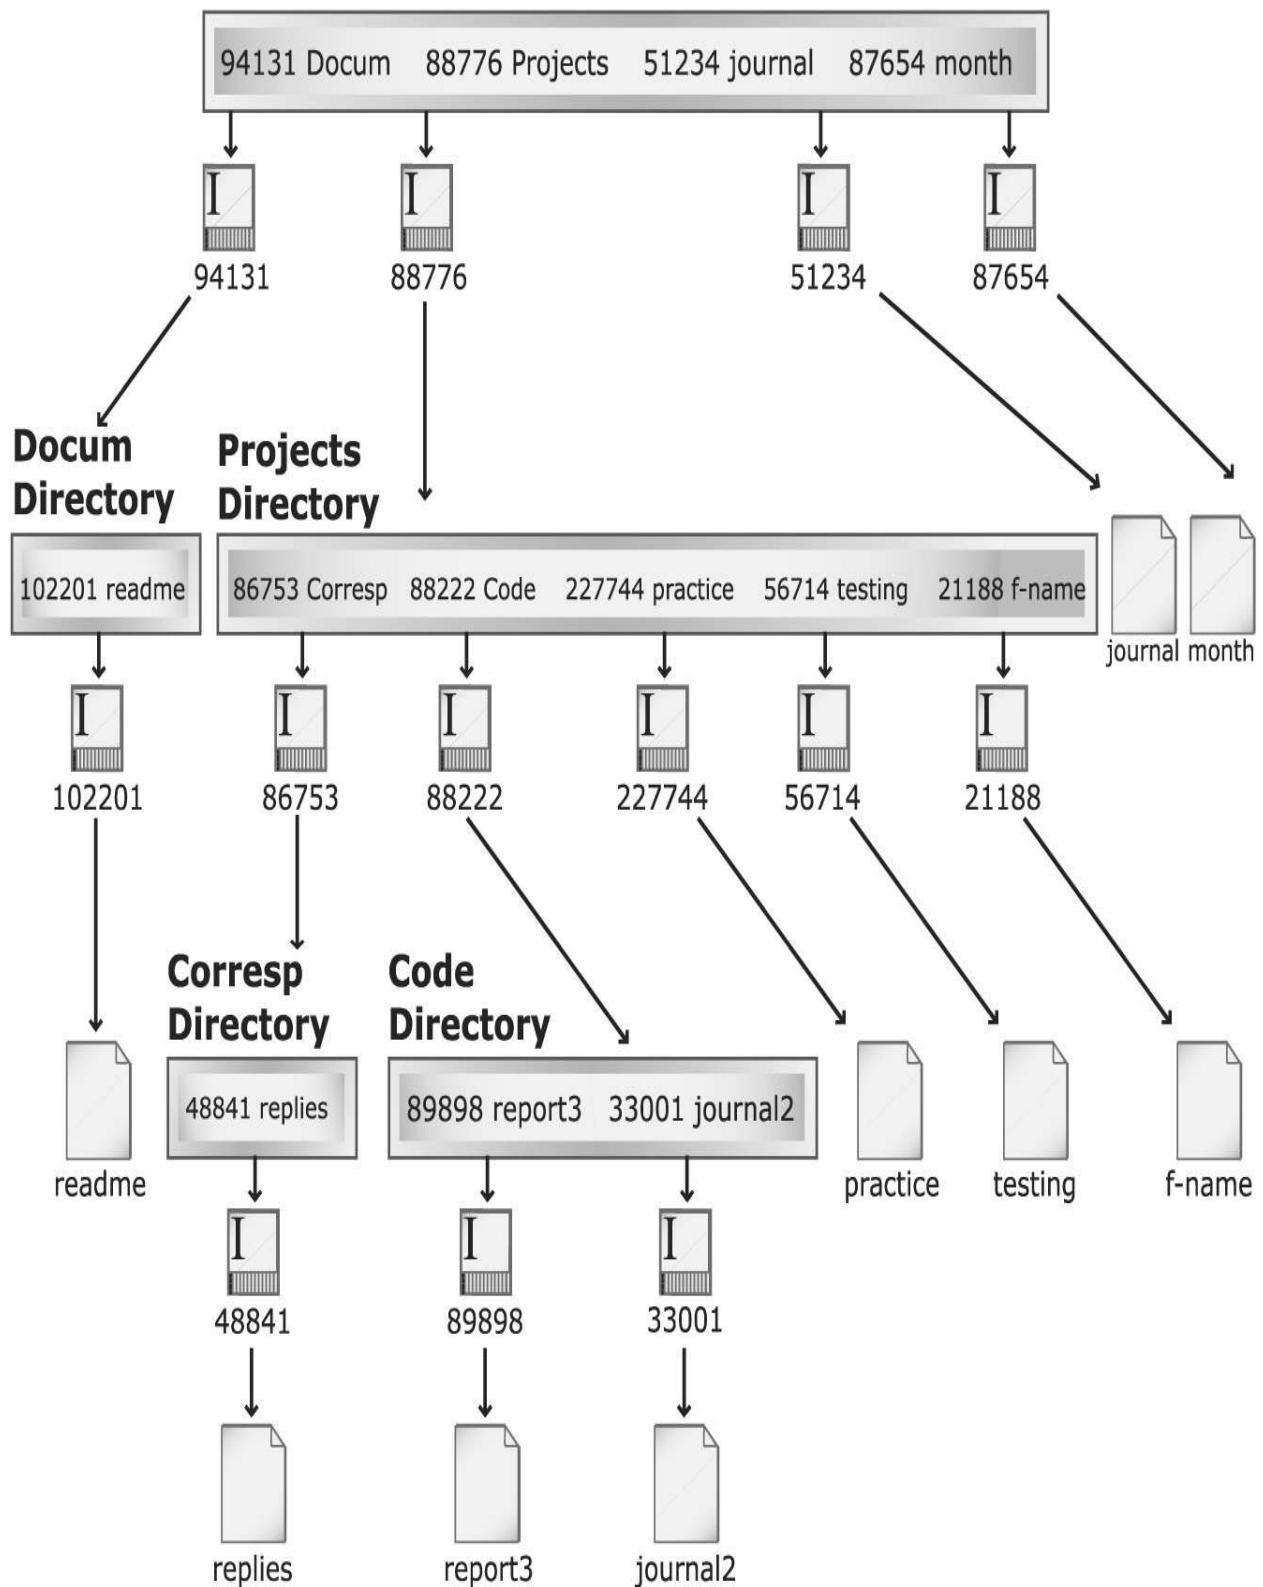 94131 Docum 88776 Projects 51234 journal 87654 month
I I I I
94131 88776 51234 87654
Docum
Directory
Projects
Directory
102201 readme
86753 Corresp 88222 Code 227744 practice 56714 testing 21188 f-name
journal month
I I I I I I
102201 86753 88222 227744 56714 21188
Corresp
Directory
Code
Directory
48841 replies
89898 report3 33001 journal2
readme practice testing f-name
I I I
48841 89898 33001
replies report3 journal2